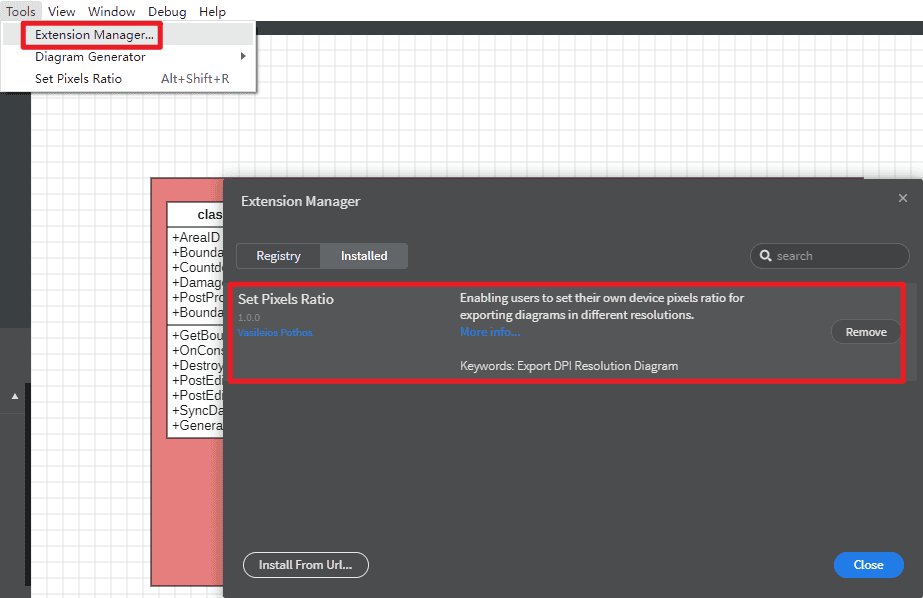 Tools View Window Debug Help
Extension Manager...
Diagram Generator
Set Pixels Ratio Alt+Shift+R
clas
+AreaID
+Bounda
+Countd
+Damag
+PostPro
+Bounda
+GetBou
+OnCons
+Destroy
+PostEdi
+PostEdi
+SyncDa
+Genera
Extension Manager
Registry Installed
search
Set Pixels Ratio
1.0.0
Vasileios Pothos
Enabling users to set their own device pixels ratio for
exporting diagrams in different resolutions.
More info...
Keywords: Export DPI Resolution Diagram
Remove
Install From Url...
Close